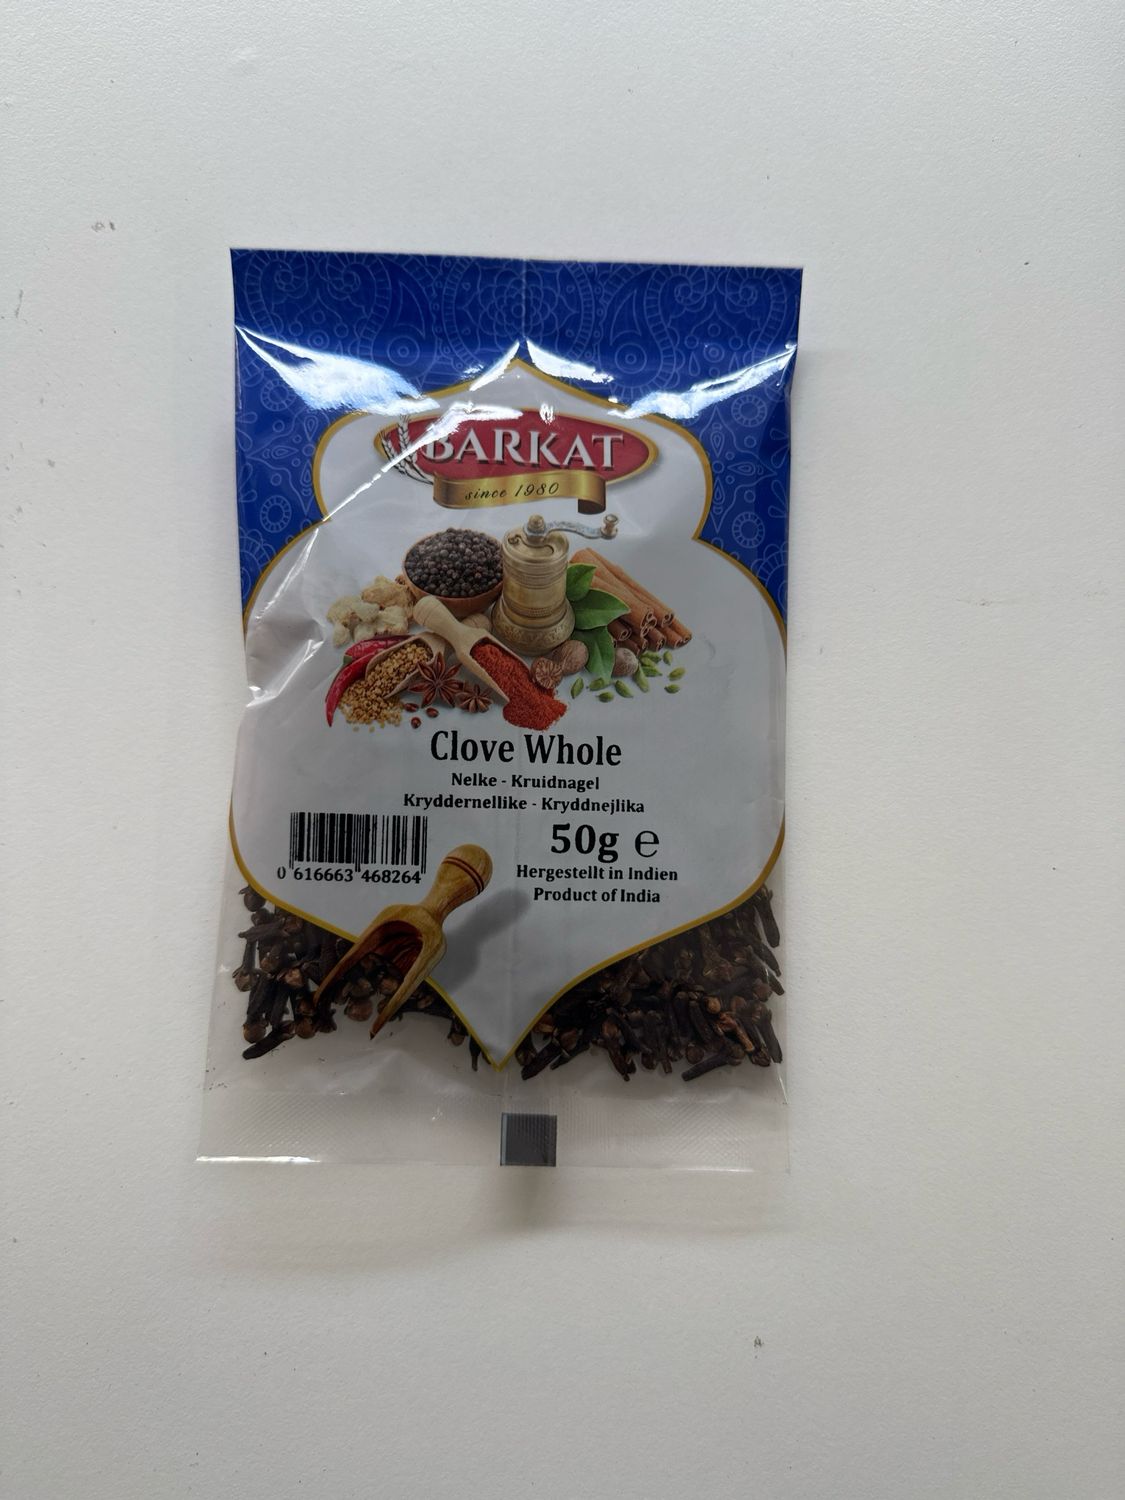 BARKAT
since 1980
Clove Whole
Nelke - Kruidnagel
Kryddernellike - Kryddnejlika
50g ℮
Hergestellt in Indien
Product of India
0 616663 468264